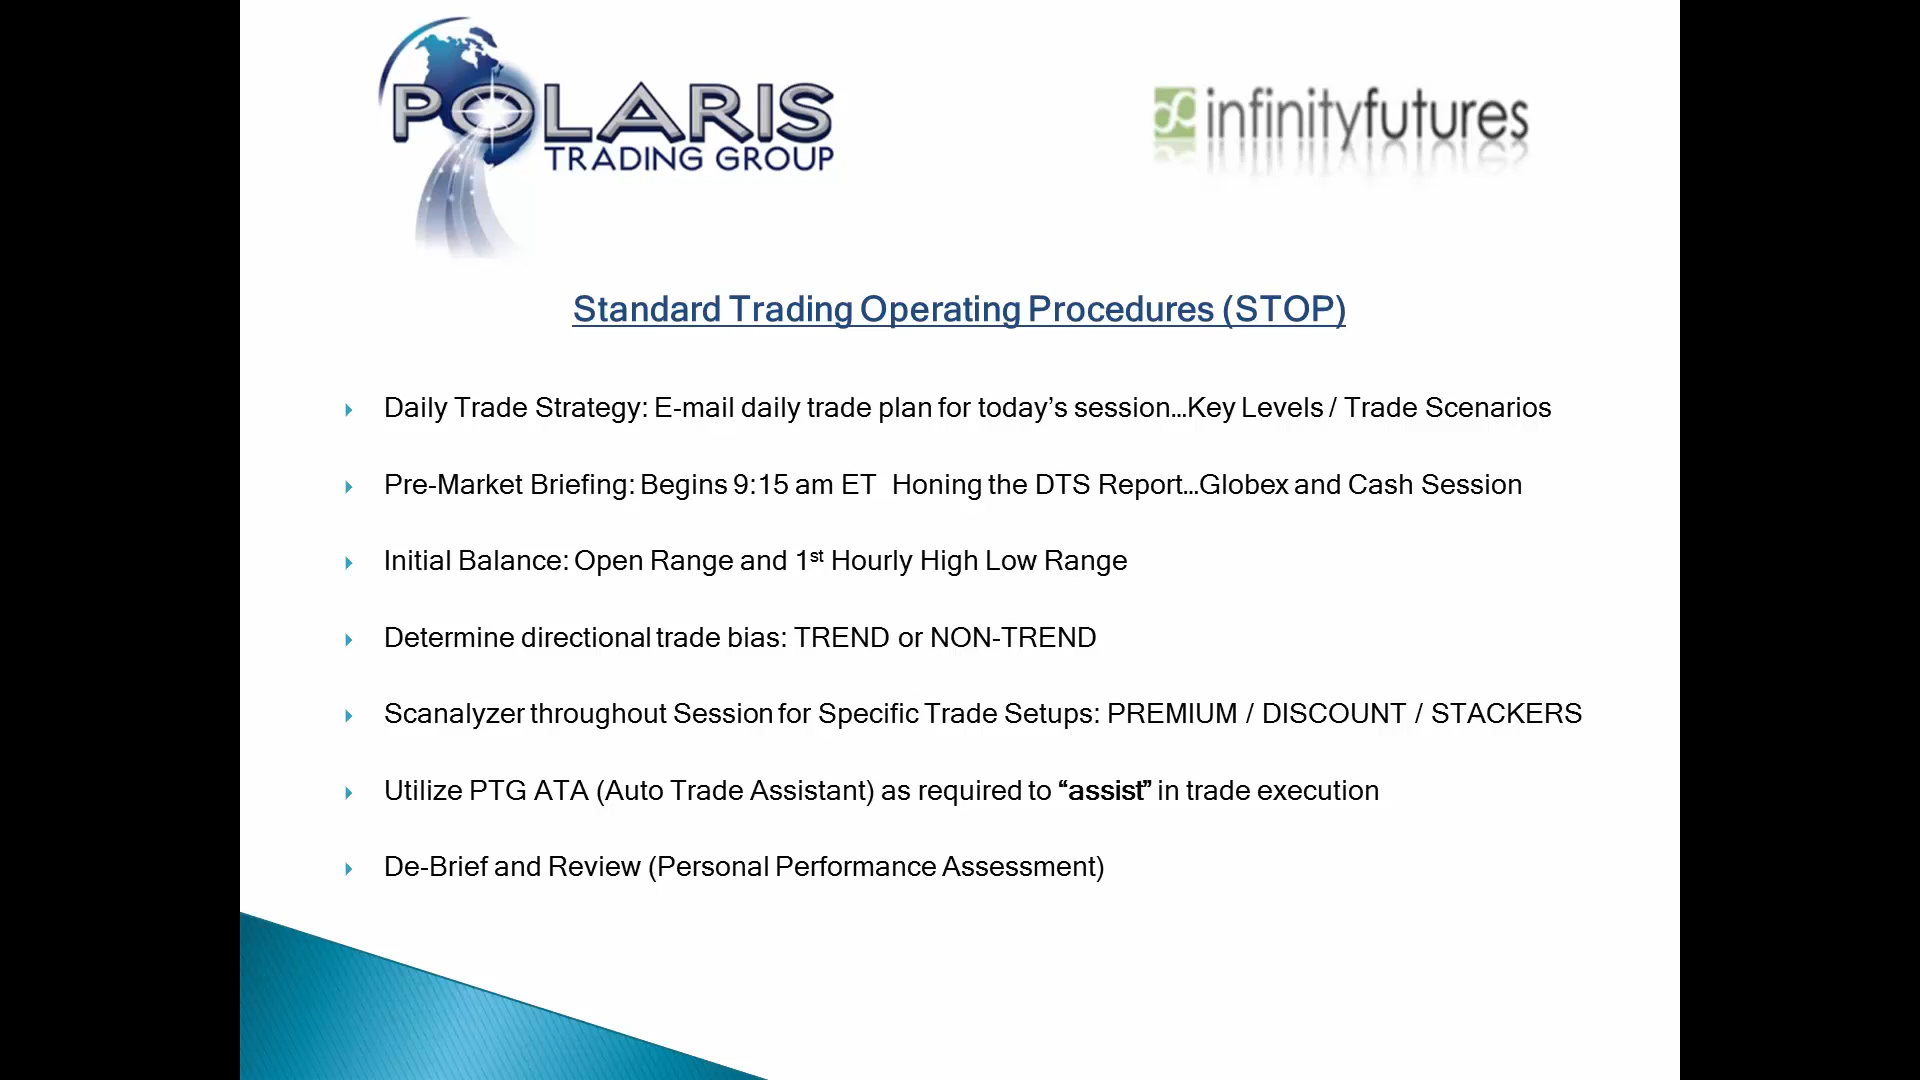 POLARIS
TRADING GROUP
infinityfutures
Standard Trading Operating Procedures (STOP)
Daily Trade Strategy: E-mail daily trade plan for today’s session…Key Levels / Trade Scenarios
Pre-Market Briefing: Begins 9:15 am ET  Honing the DTS Report…Globex and Cash Session
Initial Balance: Open Range and 1st Hourly High Low Range
Determine directional trade bias: TREND or NON-TREND
Scanalyzer throughout Session for Specific Trade Setups: PREMIUM / DISCOUNT / STACKERS
Utilize PTG ATA (Auto Trade Assistant) as required to “assist” in trade execution
De-Brief and Review (Personal Performance Assessment)